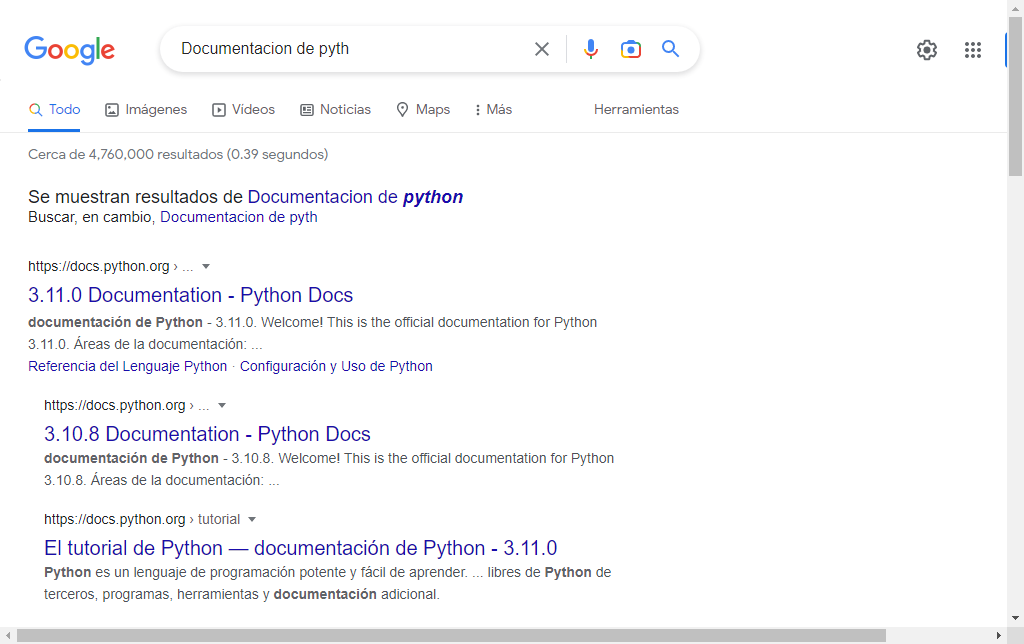 Google
Documentacion de pyth
Todo Imágenes Vídeos Noticias Maps Más Herramientas
Cerca de 4,760,000 resultados (0.39 segundos)
Se muestran resultados de Documentacion de python
Buscar, en cambio, Documentacion de pyth
https://docs.python.org › ...
3.11.0 Documentation - Python Docs
documentación de Python - 3.11.0. Welcome! This is the official documentation for Python
3.11.0. Áreas de la documentación: ...
Referencia del Lenguaje Python · Configuración y Uso de Python
https://docs.python.org › ...
3.10.8 Documentation - Python Docs
documentación de Python - 3.10.8. Welcome! This is the official documentation for Python
3.10.8. Áreas de la documentación: ...
https://docs.python.org › tutorial
El tutorial de Python — documentación de Python - 3.11.0
Python es un lenguaje de programación potente y fácil de aprender. ... libres de Python de
terceros, programas, herramientas y documentación adicional.